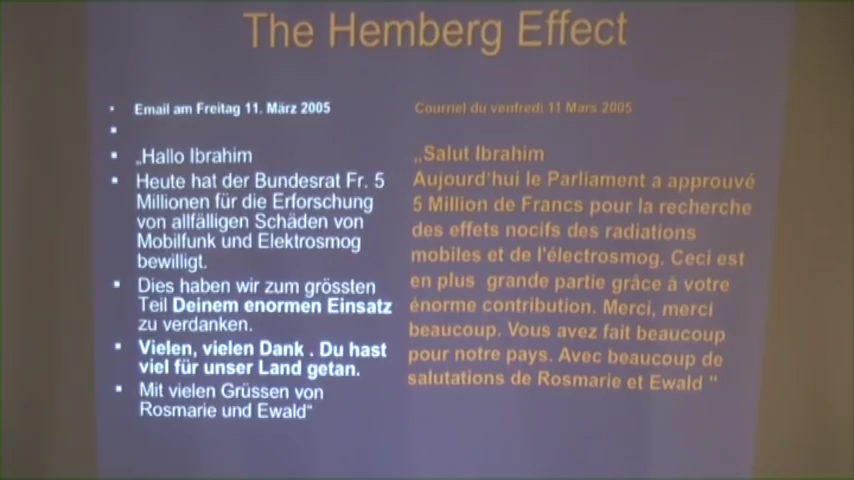 The Hemberg Effect
Email am Freitag 11. März 2005
„Hallo Ibrahim
Heute hat der Bundesrat Fr. 5
Millionen für die Erforschung
von allfälligen Schäden von
Mobilfunk und Elektrosmog
bewilligt.
Dies haben wir zum grössten
Teil Deinem enormen Einsatz
zu verdanken.
Vielen, vielen Dank . Du hast
viel für unser Land getan.
Mit vielen Grüssen von
Rosmarie und Ewald“
Courriel du venfredi 11 Mars 2005
„Salut Ibrahim
Aujourd'hui le Parliament a approuvé
5 Million de Francs pour la recherche
des effets nocifs des radiations
mobiles et de l'électrosmog. Ceci est
en plus grande partie grâce à votre
énorme contribution. Merci, merci
beaucoup. Vous avez fait beaucoup
pour notre pays. Avec beaucoup de
salutations de Rosmarie et Ewald “